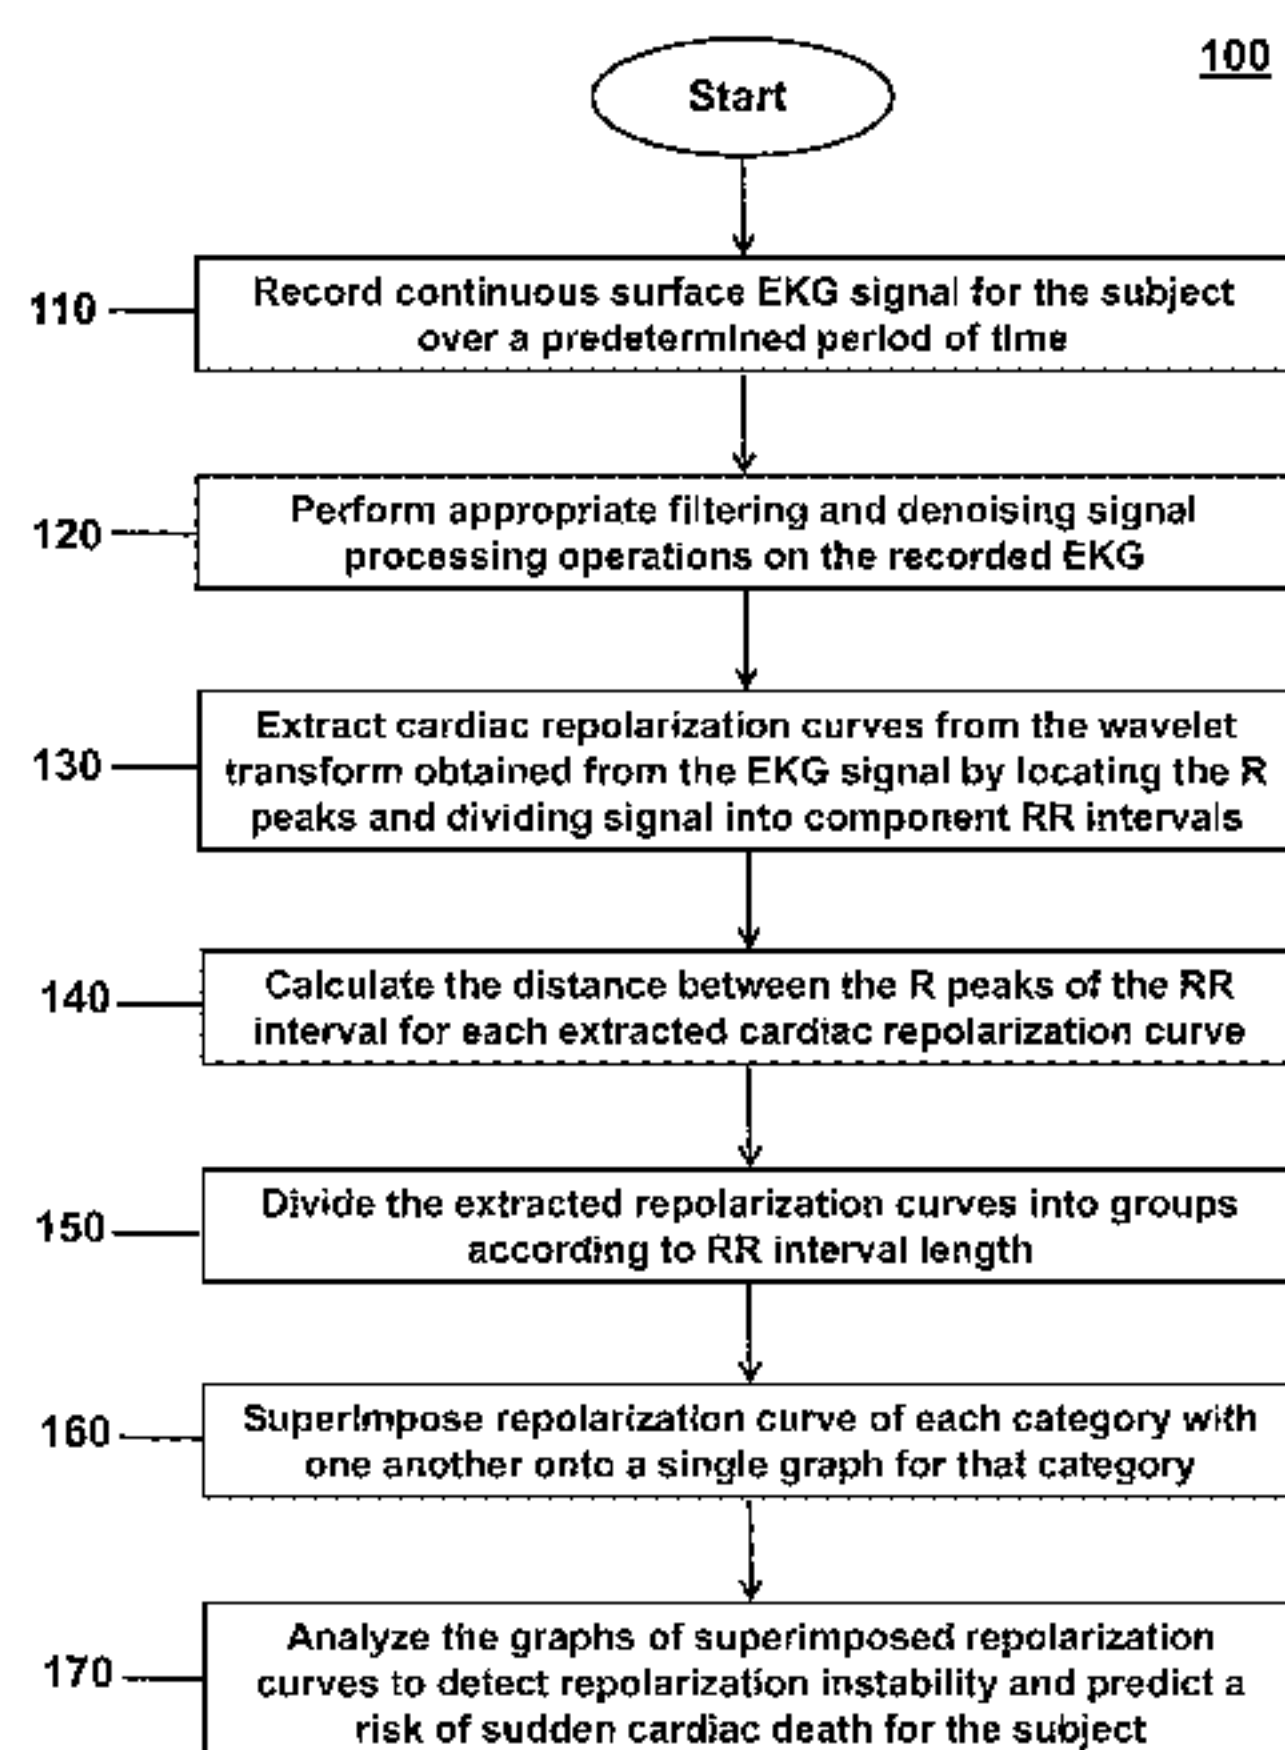 100
Start
110
Record continuous surface EKG signal for the subject
over a predetermined period of time
120
Perform appropriate filtering and denoising signal
processing operations on the recorded EKG
130
Extract cardiac repolarization curves from the wavelet
transform obtained from the EKG signal by locating the R
peaks and dividing signal into component RR intervals
140
Calculate the distance between the R peaks of the RR
interval for each extracted cardiac repolarization curve
150
Divide the extracted repolarization curves into groups
according to RR interval length
160
Superimpose repolarization curve of each category with
one another onto a single graph for that category
170
Analyze the graphs of superimposed repolarization
curves to detect repolarization instability and predict a
risk of sudden cardiac death for the subject